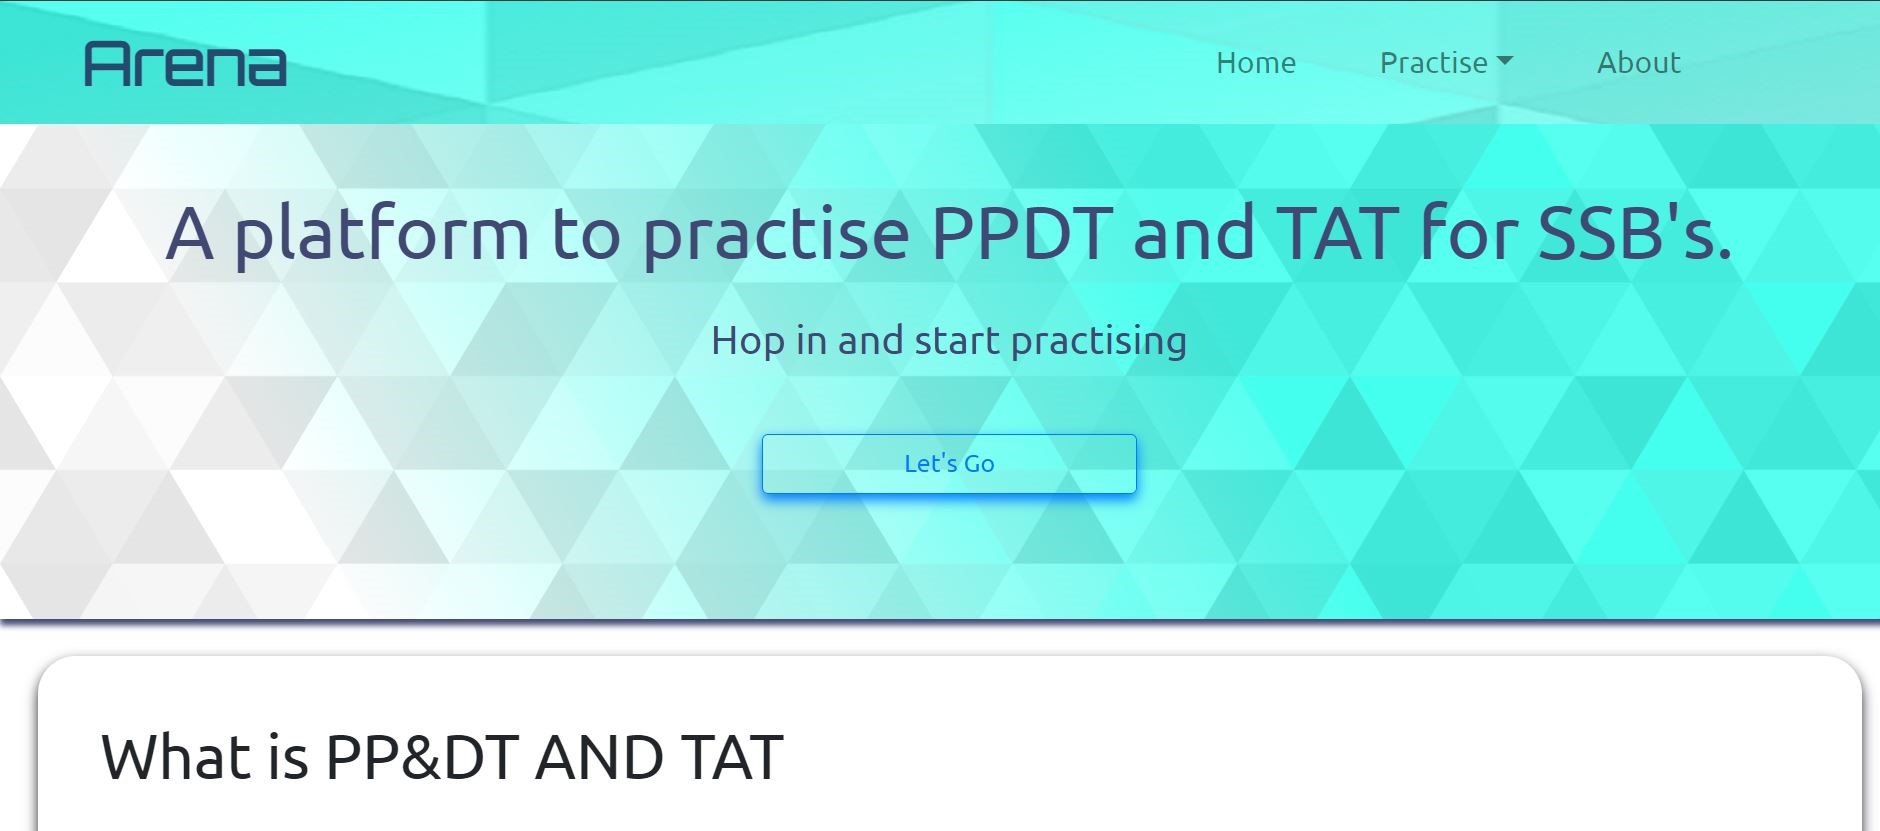 Arena
Home
Practise
About
A platform to practise PPDT and TAT for SSB's.
Hop in and start practising
Let's Go
What is PP&DT AND TAT